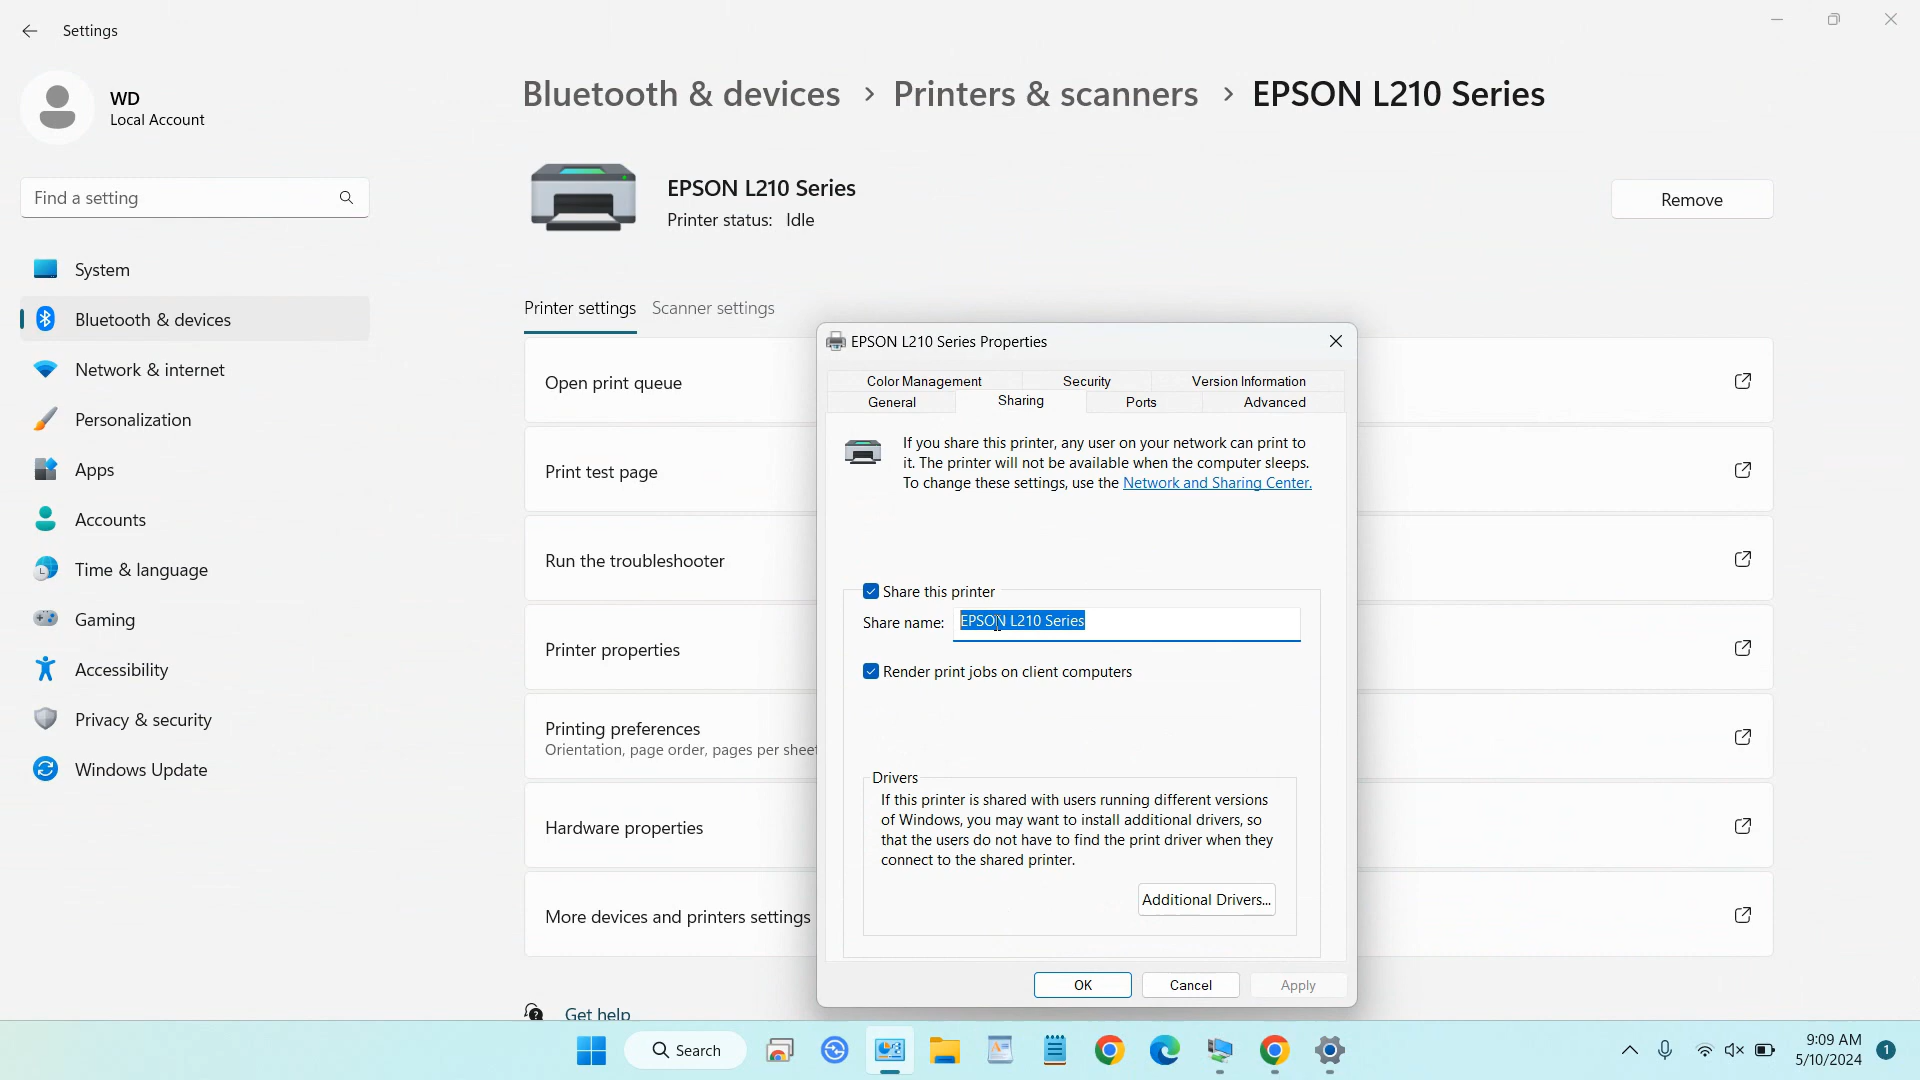 Settings
WD
Local Account
Find a setting
System
Bluetooth & devices
Network & internet
Personalization
Apps
Accounts
Time & language
Gaming
Accessibility
Privacy & security
Windows Update
Bluetooth & devices > Printers & scanners > EPSON L210 Series
EPSON L210 Series
Printer status: Idle
Remove
Printer settings Scanner settings
Open print queue
Print test page
Run the troubleshooter
Printer properties
Printing preferences
Orientation, page order, pages per sheet
Hardware properties
More devices and printers settings
Get help
EPSON L210 Series Properties
Color Management Security Version Information
General Sharing Ports Advanced
If you share this printer, any user on your network can print to
it. The printer will not be available when the computer sleeps.
To change these settings, use the Network and Sharing Center.
Share this printer
Share name: EPSON L210 Series
Render print jobs on client computers
Drivers
If this printer is shared with users running different versions
of Windows, you may want to install additional drivers, so
that the users do not have to find the print driver when they
connect to the shared printer.
Additional Drivers...
OK Cancel Apply
Search
9:09 AM
5/10/2024
1